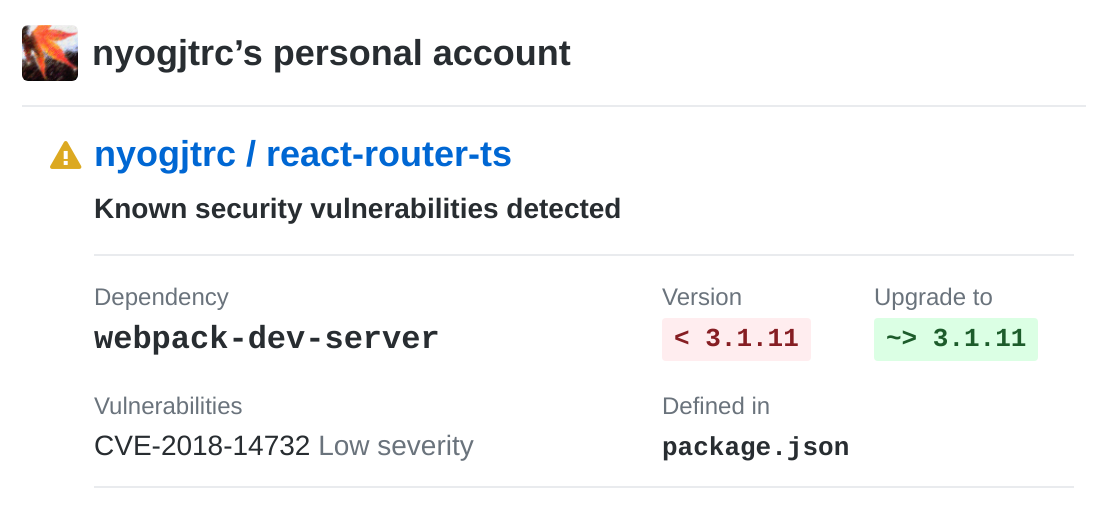 nyogjtrc’s personal account
nyogjtrc / react-router-ts
Known security vulnerabilities detected
Dependency Version Upgrade to
webpack-dev-server < 3.1.11 ~> 3.1.11
Vulnerabilities Defined in
CVE-2018-14732 Low severity package.json